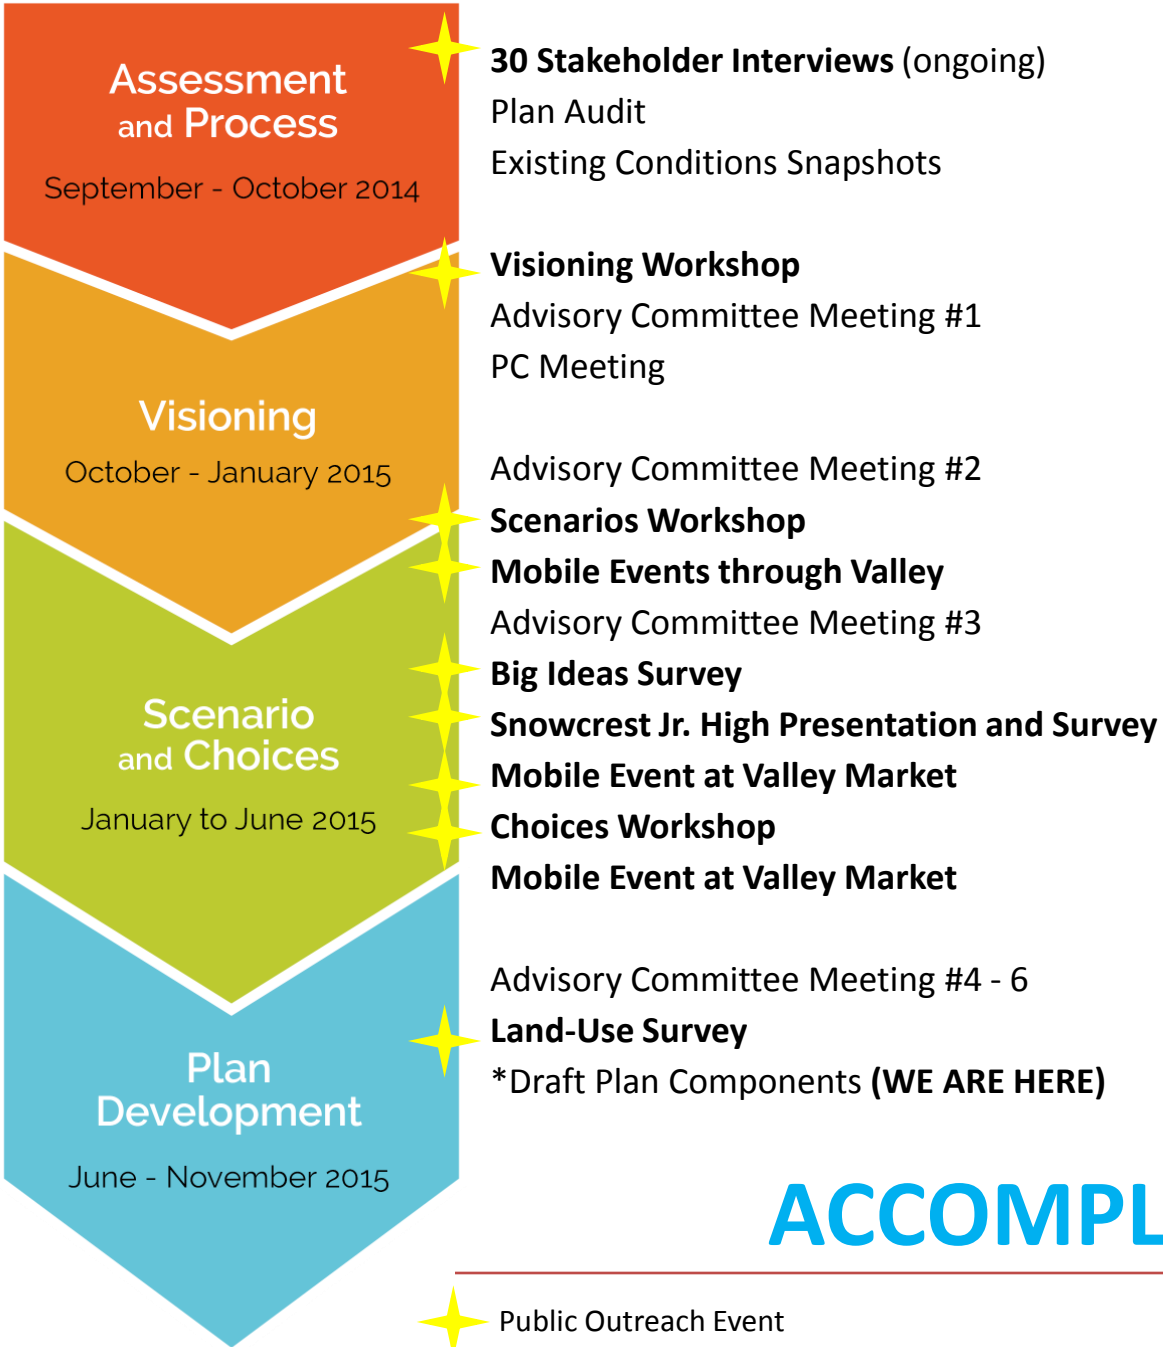 Assessment
and Process
September - October 2014
30 Stakeholder Interviews (ongoing)
Plan Audit
Existing Conditions Snapshots
Visioning
October - January 2015
Visioning Workshop
Advisory Committee Meeting #1
PC Meeting
Advisory Committee Meeting #2
Scenario
and Choices
January to June 2015
Scenarios Workshop
Mobile Events through Valley
Advisory Committee Meeting #3
Big Ideas Survey
Snowcrest Jr. High Presentation and Survey
Mobile Event at Valley Market
Choices Workshop
Mobile Event at Valley Market
Plan
Development
June - November 2015
Advisory Committee Meeting #4 - 6
Land-Use Survey
*Draft Plan Components (WE ARE HERE)
ACCOMPL
Public Outreach Event